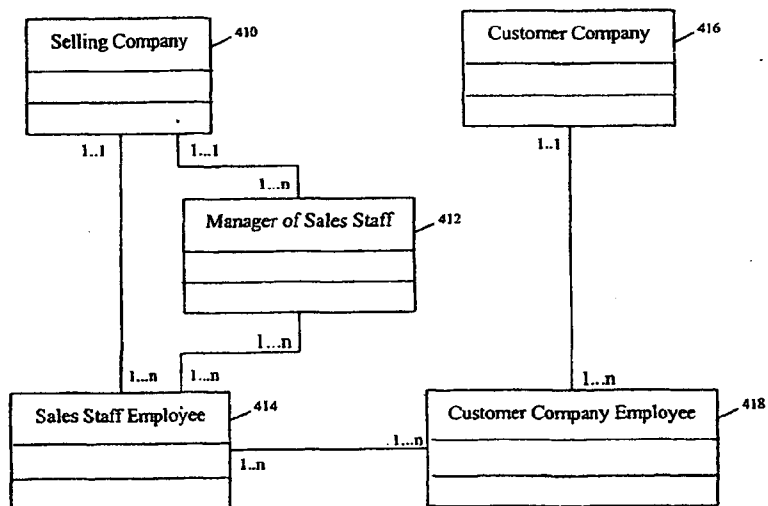 Selling Company
410
Customer Company
416
1..1
1...1
1..1
1...n
Manager of Sales Staff
412
1...n
1...n
1...n
1...n
Sales Staff Employee
414
Customer Company Employee
418
1...n
1..n